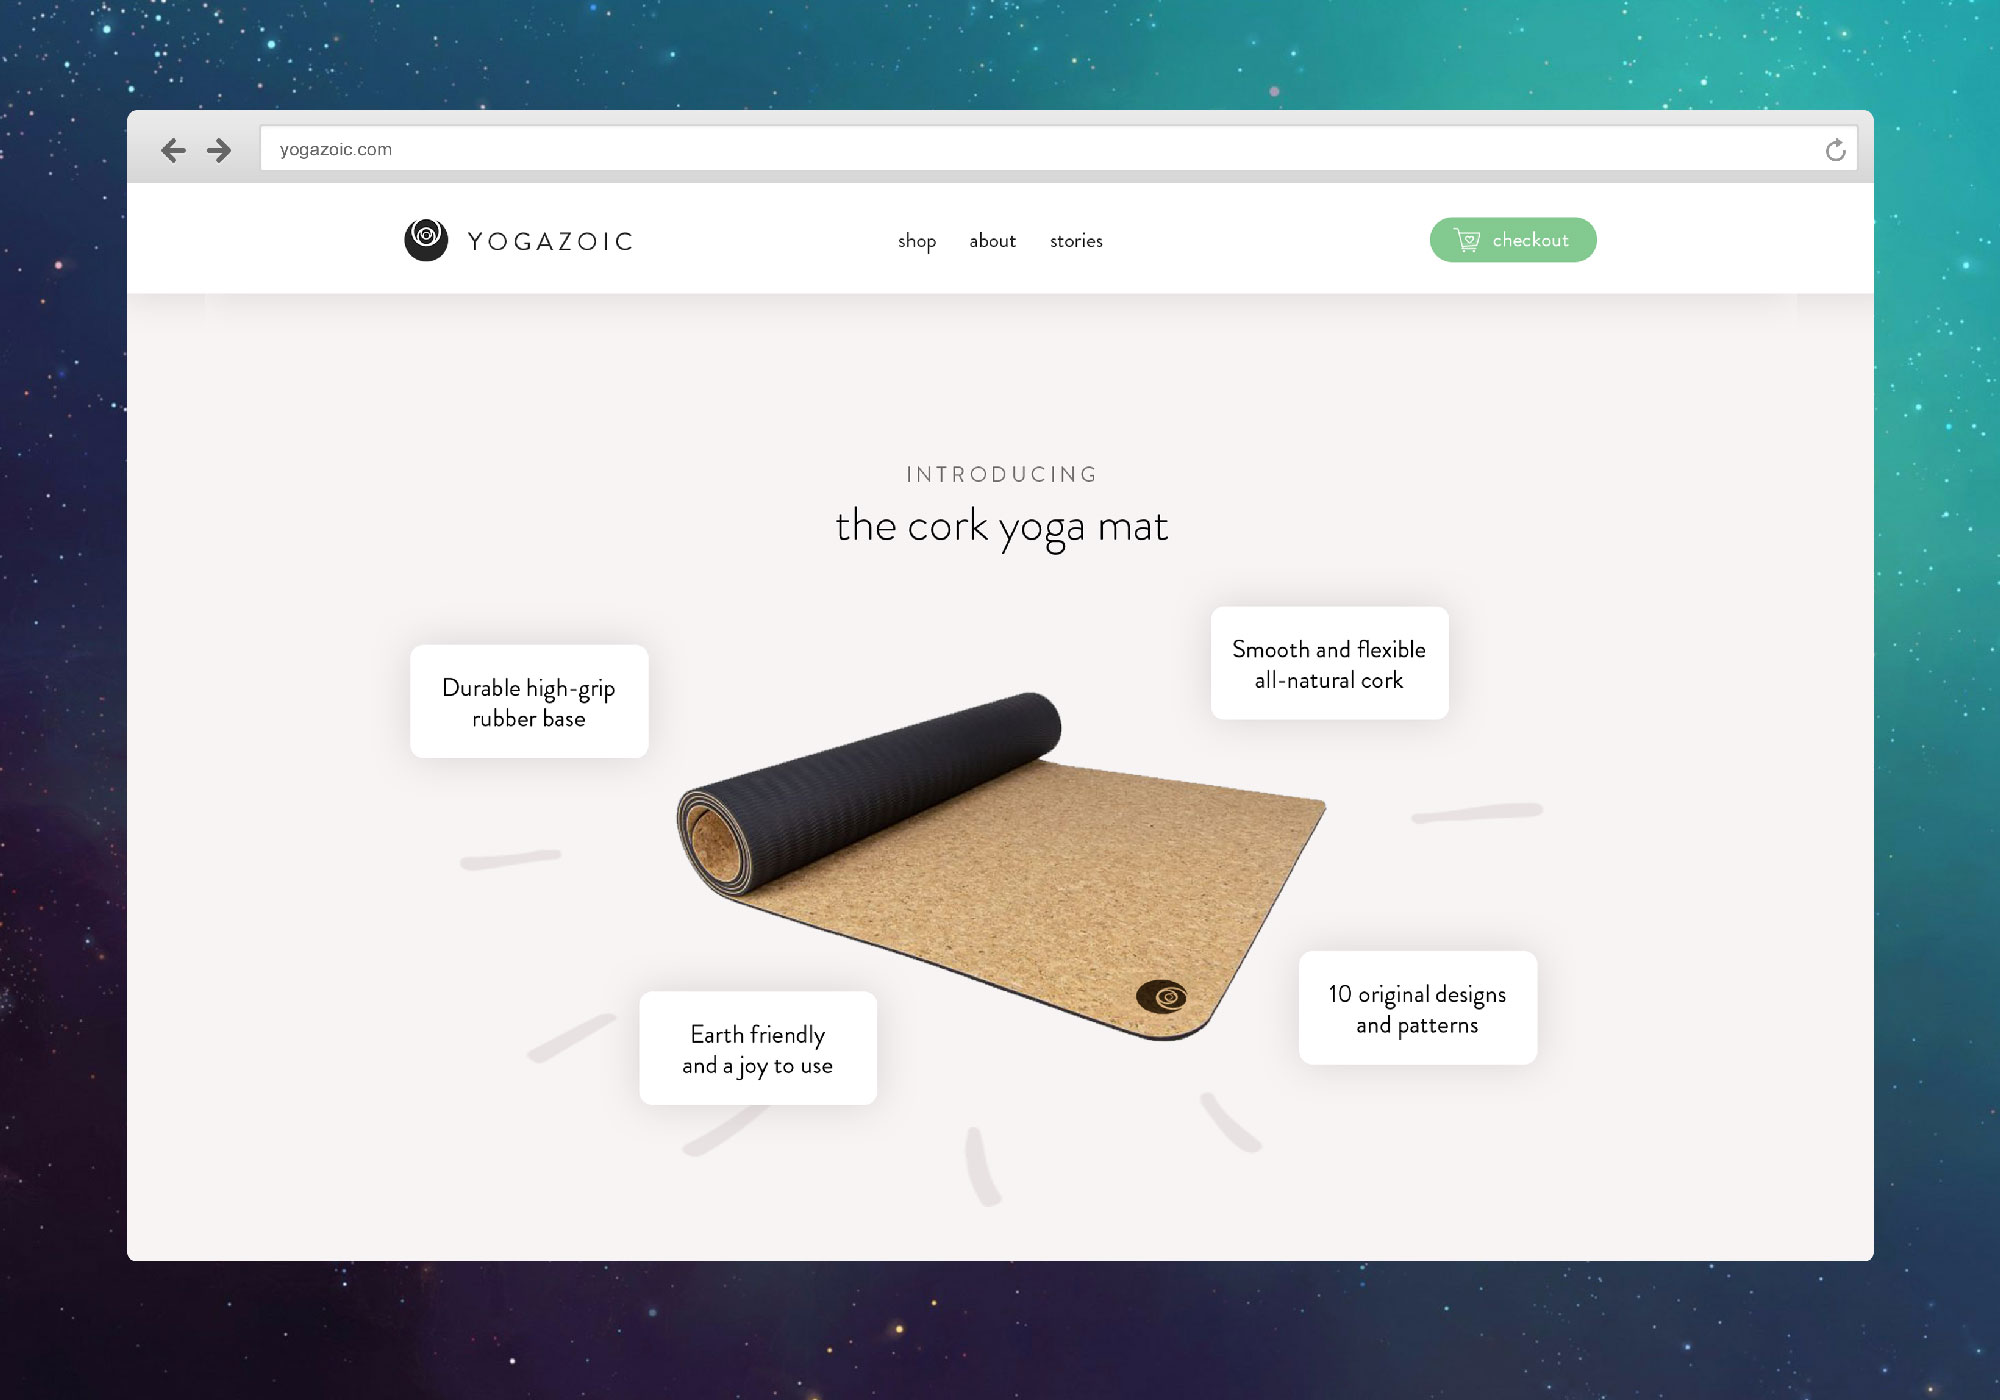 yogazoic.com
YOGAZOIC
shop about stories
checkout
INTRODUCING
the cork yoga mat
Durable high-grip
rubber base
Smooth and flexible
all-natural cork
Earth friendly
and a joy to use
10 original designs
and patterns